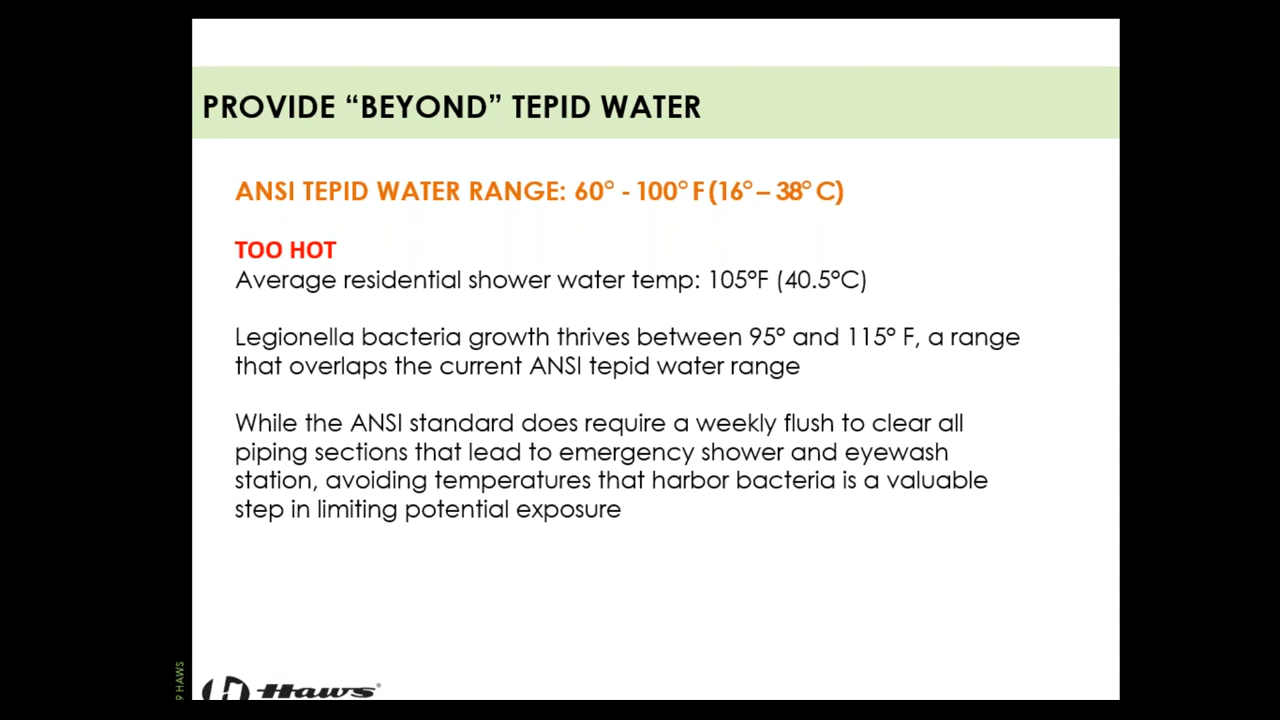 PROVIDE “BEYOND” TEPID WATER
ANSI TEPID WATER RANGE: 60° - 100° F (16° – 38° C)
TOO HOT
Average residential shower water temp: 105°F (40.5°C)
Legionella bacteria growth thrives between 95° and 115° F, a range
that overlaps the current ANSI tepid water range
While the ANSI standard does require a weekly flush to clear all
piping sections that lead to emergency shower and eyewash
station, avoiding temperatures that harbor bacteria is a valuable
step in limiting potential exposure
9 HAWS
Haws®